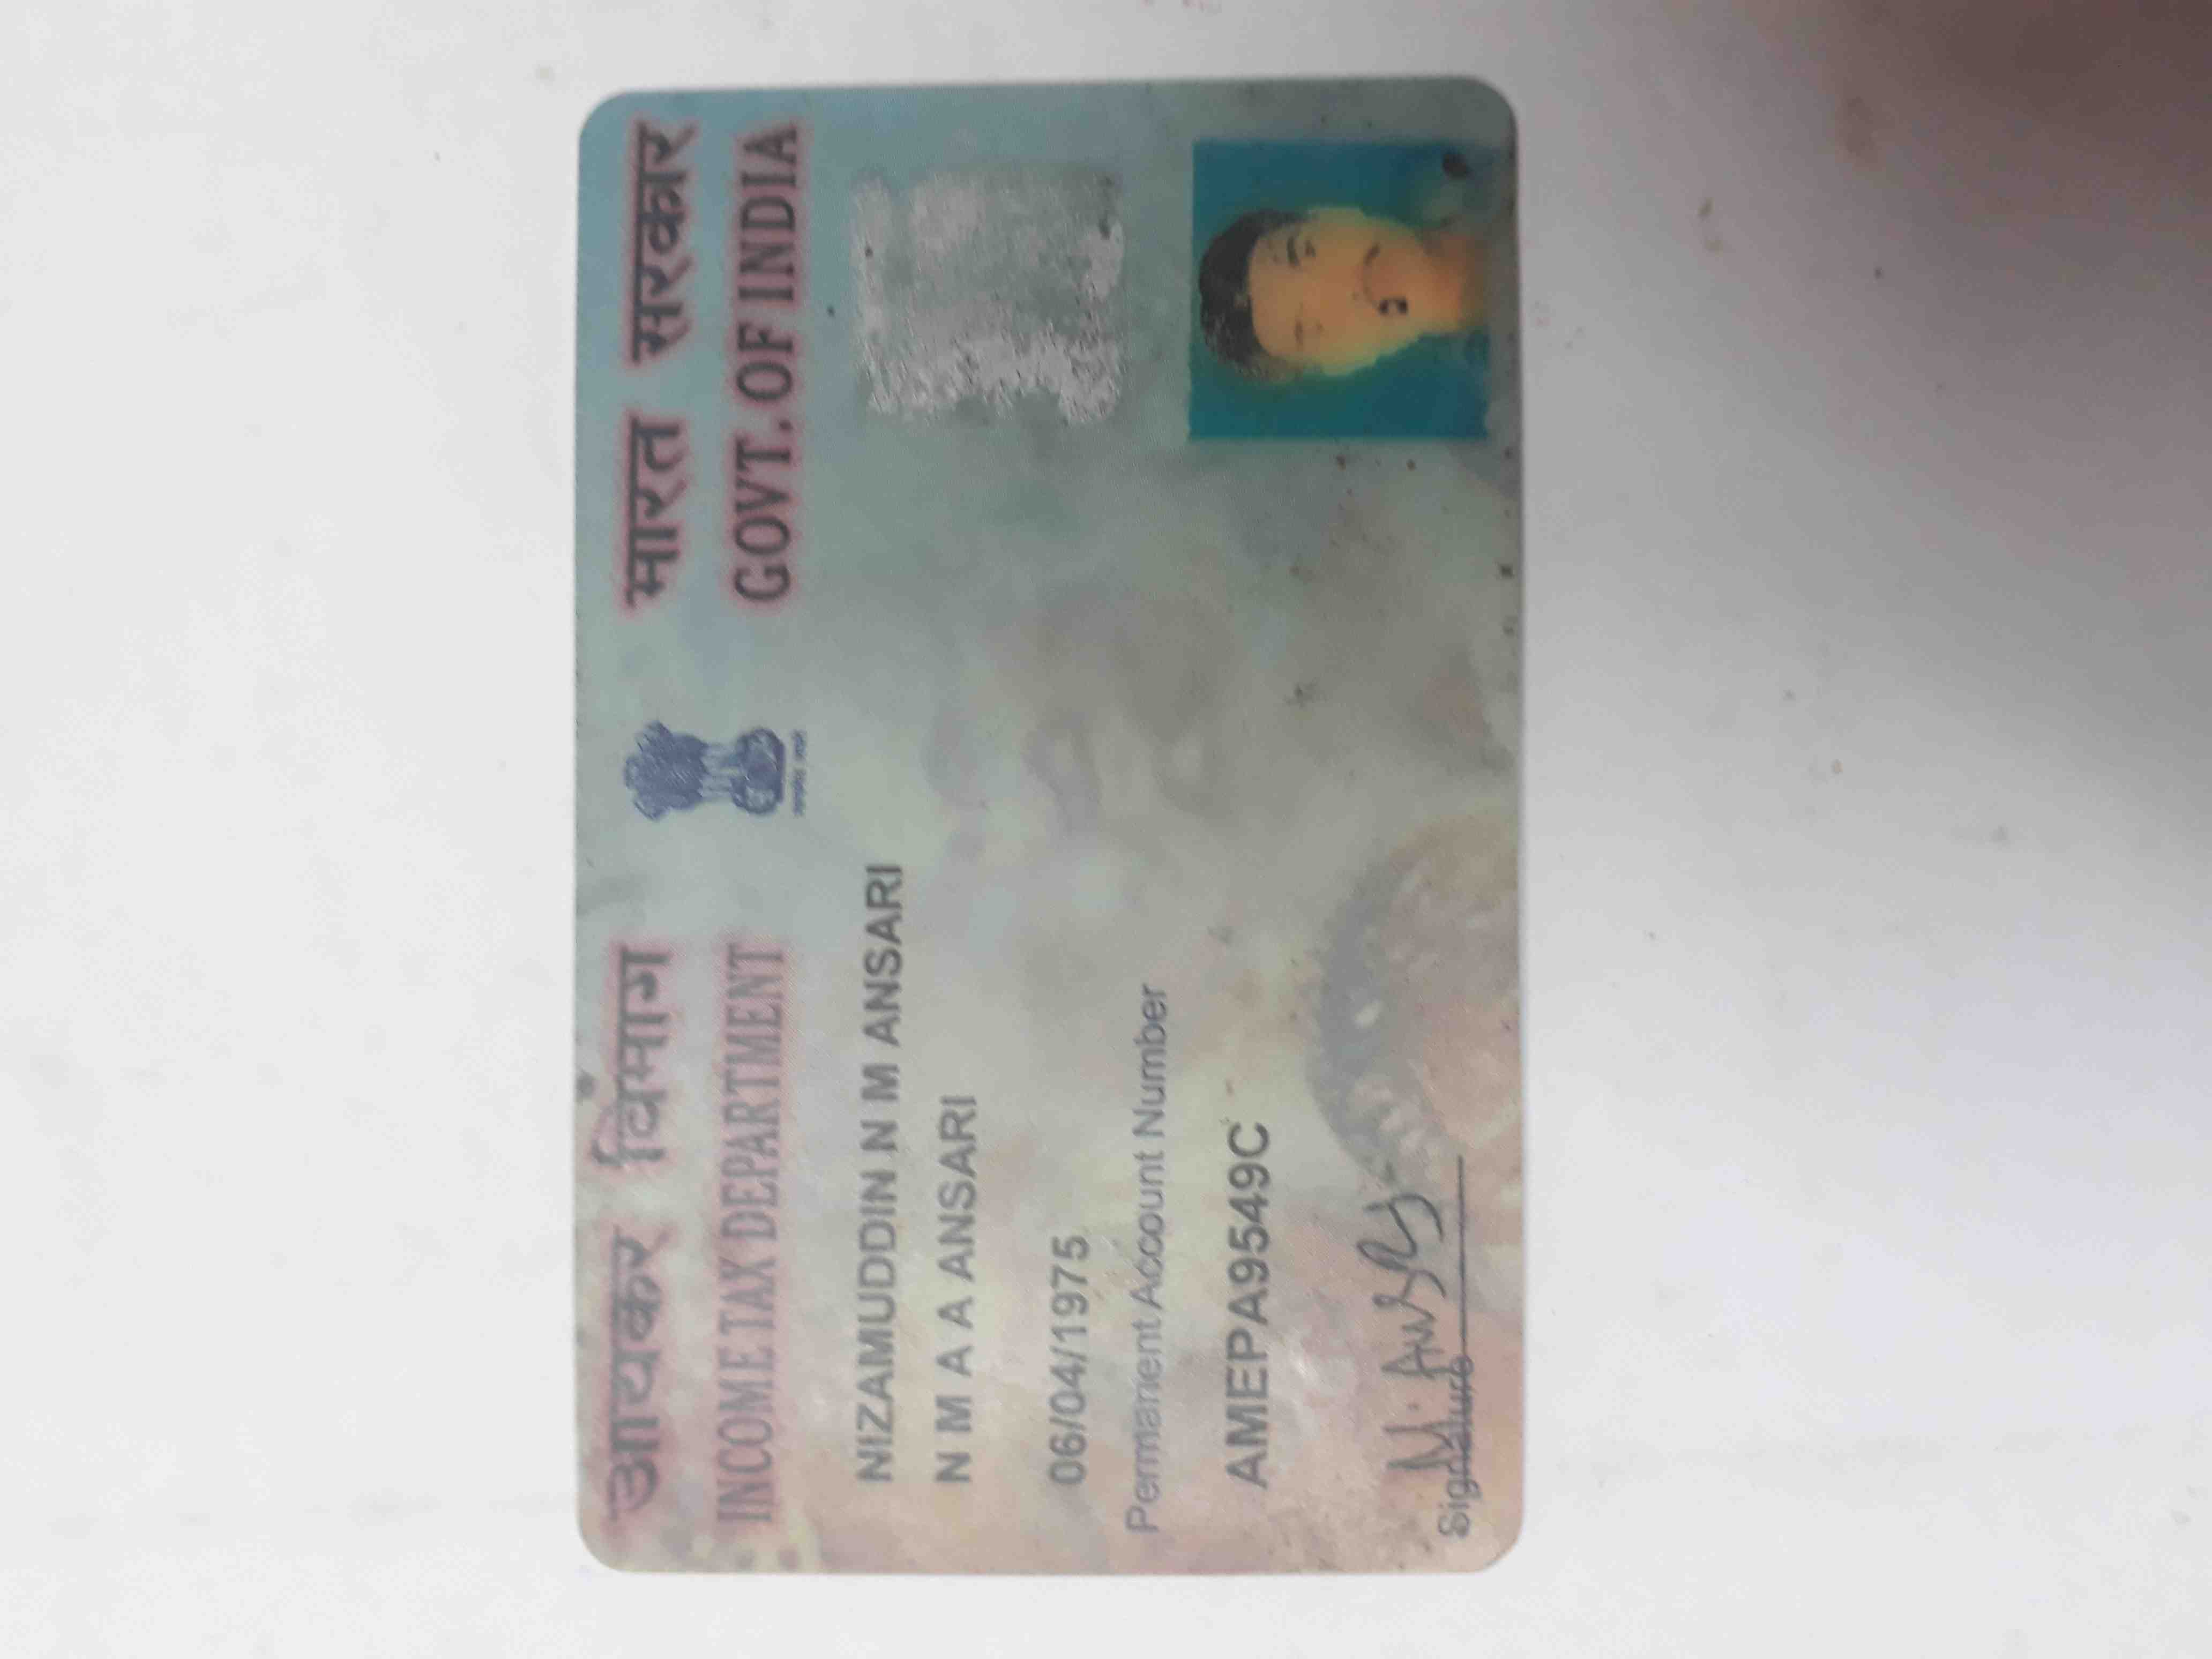 आयकर विभाग भारत सरकार
INCOME TAX DEPARTMENT GOVT. OF INDIA
NIZAMUDDIN N M ANSARI
N M A A ANSARI
06/04/1975
Permanent Account Number
AMEPA9549C
M. Ansari
Signature